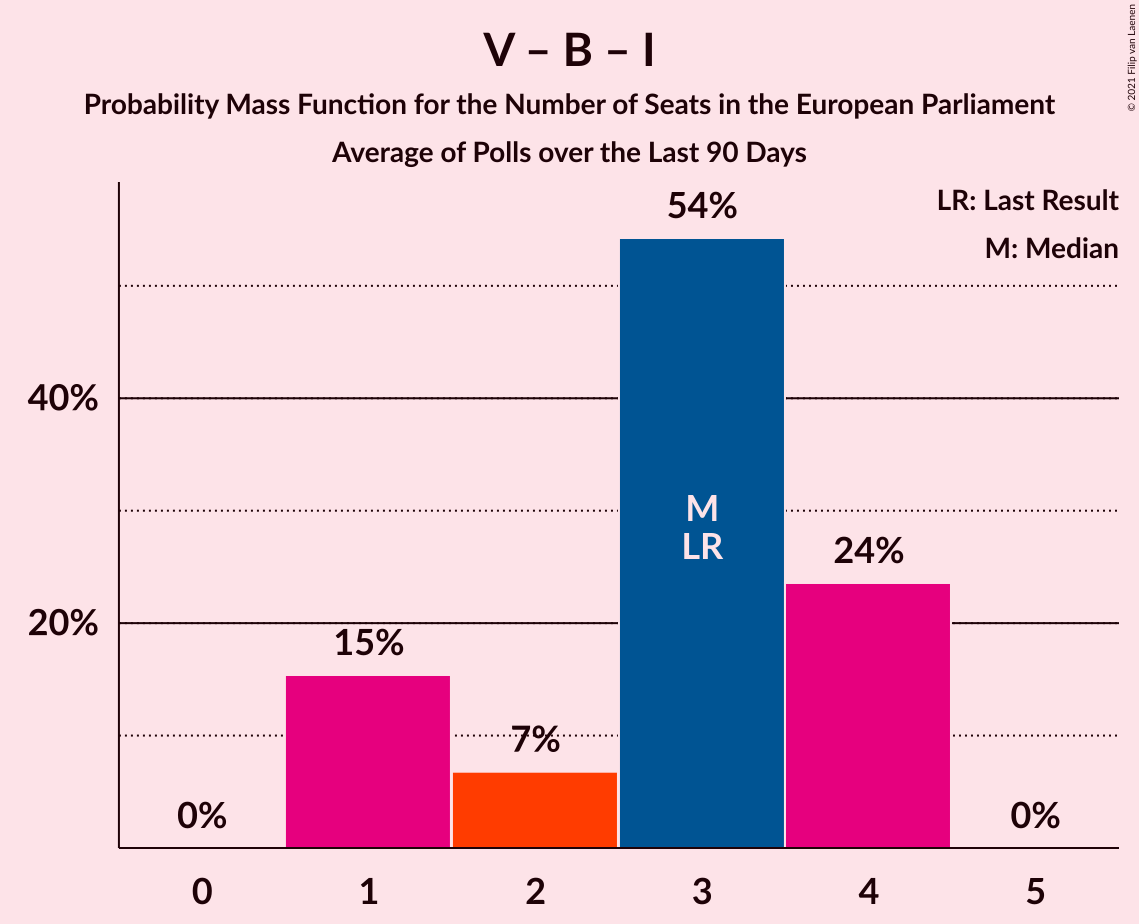 V – B – I
Probability Mass Function for the Number of Seats in the European Parliament
Average of Polls over the Last 90 Days
© 2021 Filip van Laenen
LR: Last Result
M: Median
54%
40%
M
LR
24%
20%
15%
7%
0%
0%
0 1 2 3 4 5